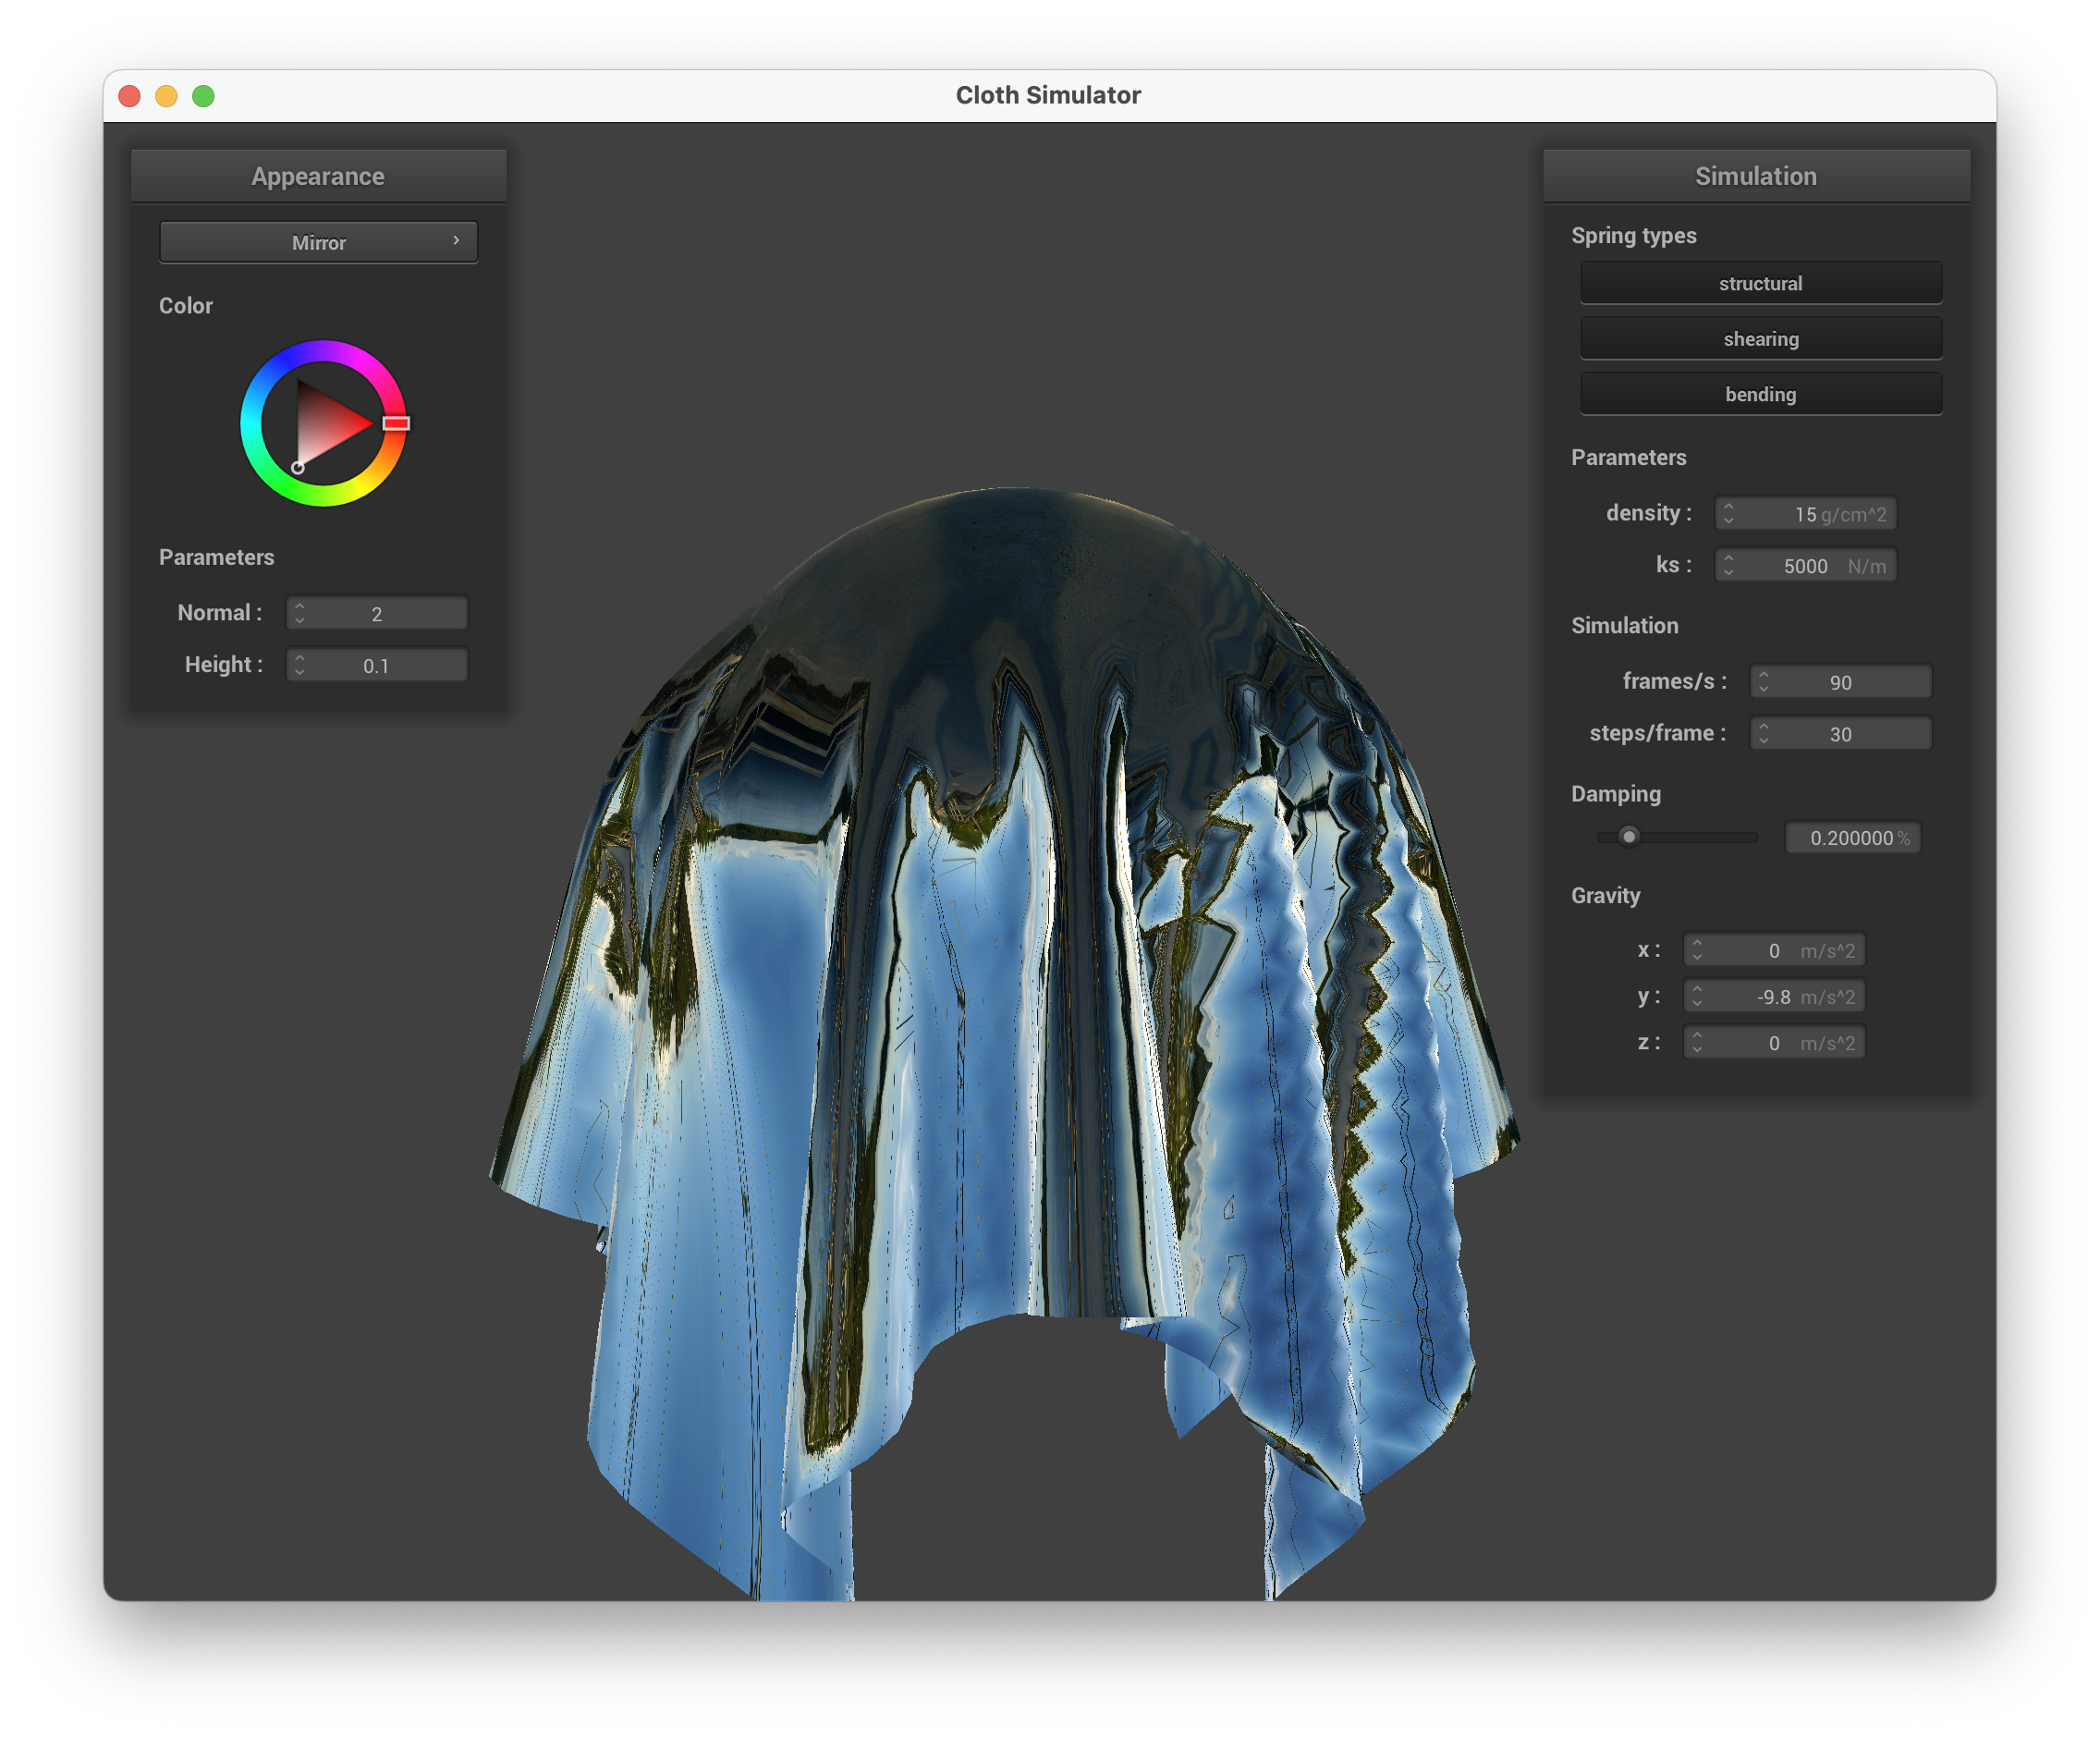 Cloth Simulator
Appearance
Mirror
Color
Parameters
Normal : 2
Height : 0.1
Simulation
Spring types
structural
shearing
bending
Parameters
density : 15 g/cm^2
ks : 5000 N/m
Simulation
frames/s : 90
steps/frame : 30
Damping
0.200000 %
Gravity
x : 0 m/s^2
y : -9.8 m/s^2
z : 0 m/s^2